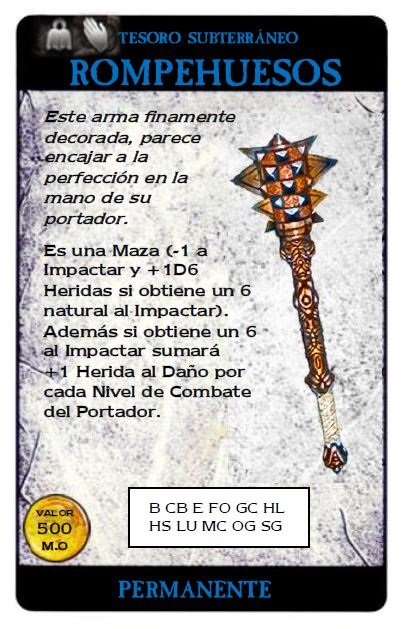 TESORO SUBTERRÁNEO
ROMPEHUESOS
Este arma finamente
decorada, parece
encajar a la
perfección en la
mano de su
portador.
Es una Maza (-1 a
Impactar y +1D6
Heridas si obtiene un 6
natural al Impactar).
Además si obtiene un 6
al Impactar sumará
+1 Herida al Daño por
cada Nivel de Combate
del Portador.
VALOR
500
M.O
B CB E FO GC HL
HS LU MC OG SG
PERMANENTE